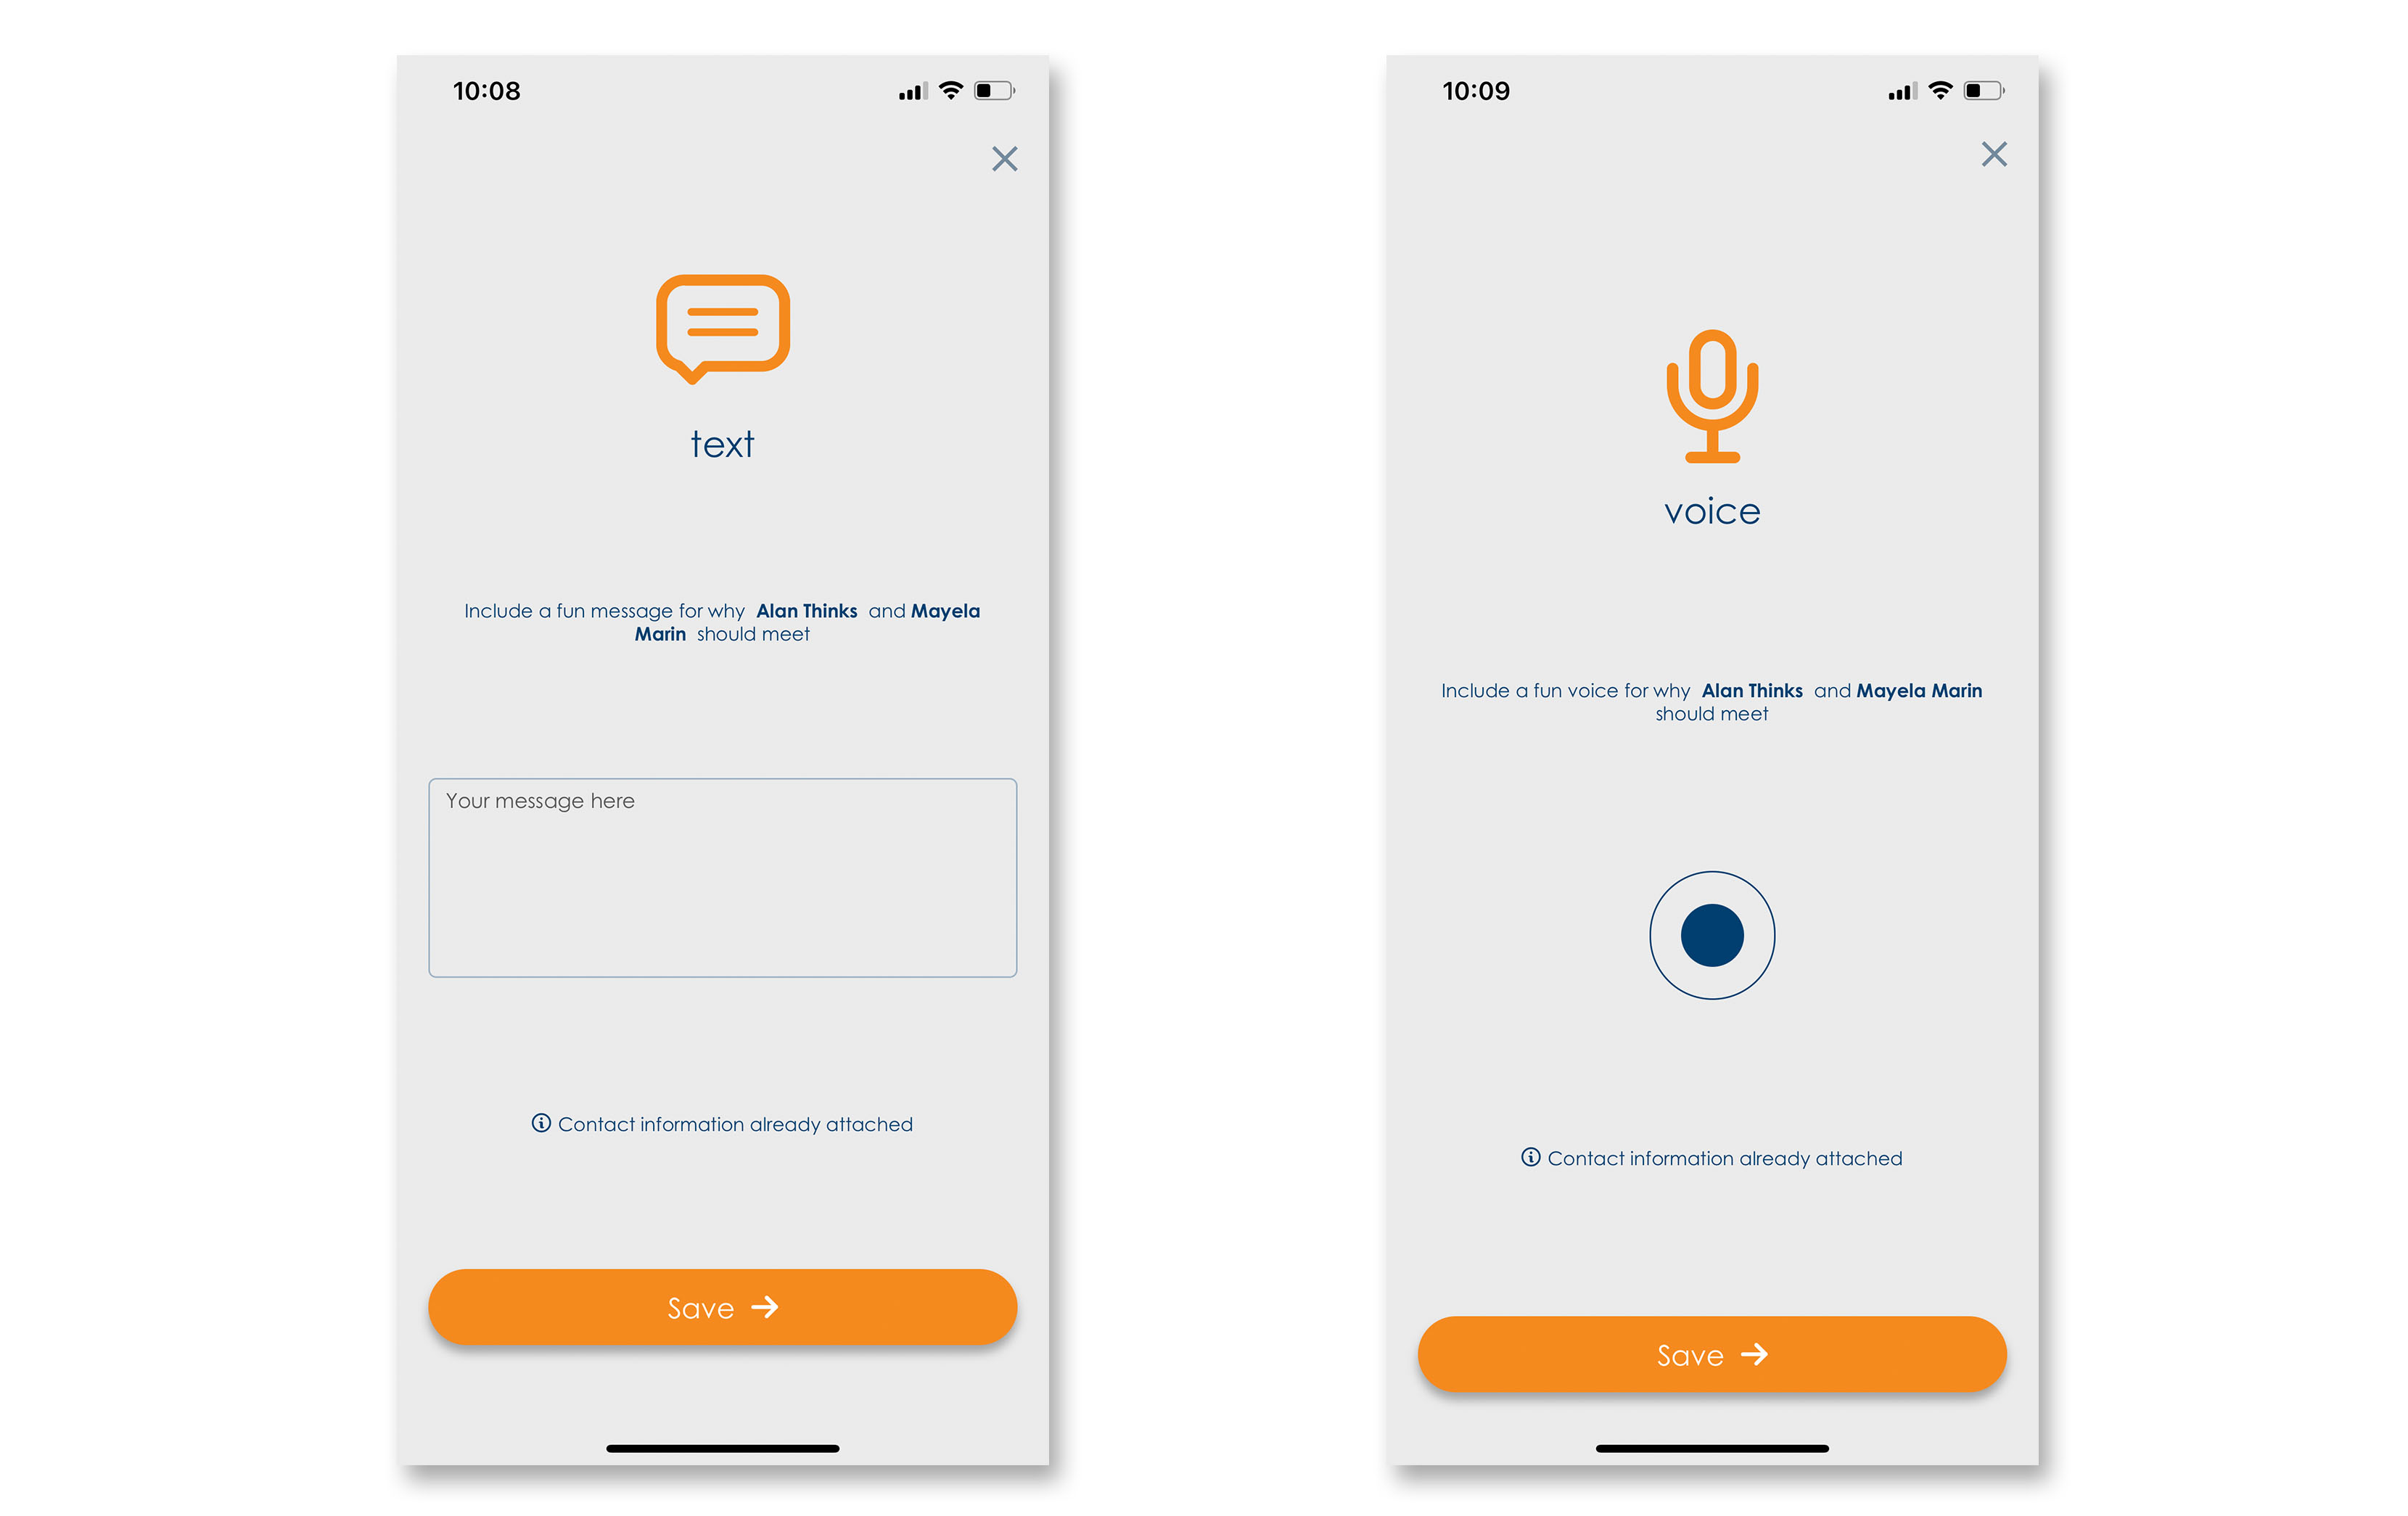 10:08
text
Include a fun message for why Alan Thinks and Mayela
Marin should meet
Your message here
Contact information already attached
Save
10:09
voice
Include a fun voice for why Alan Thinks and Mayela Marin
should meet
Contact information already attached
Save